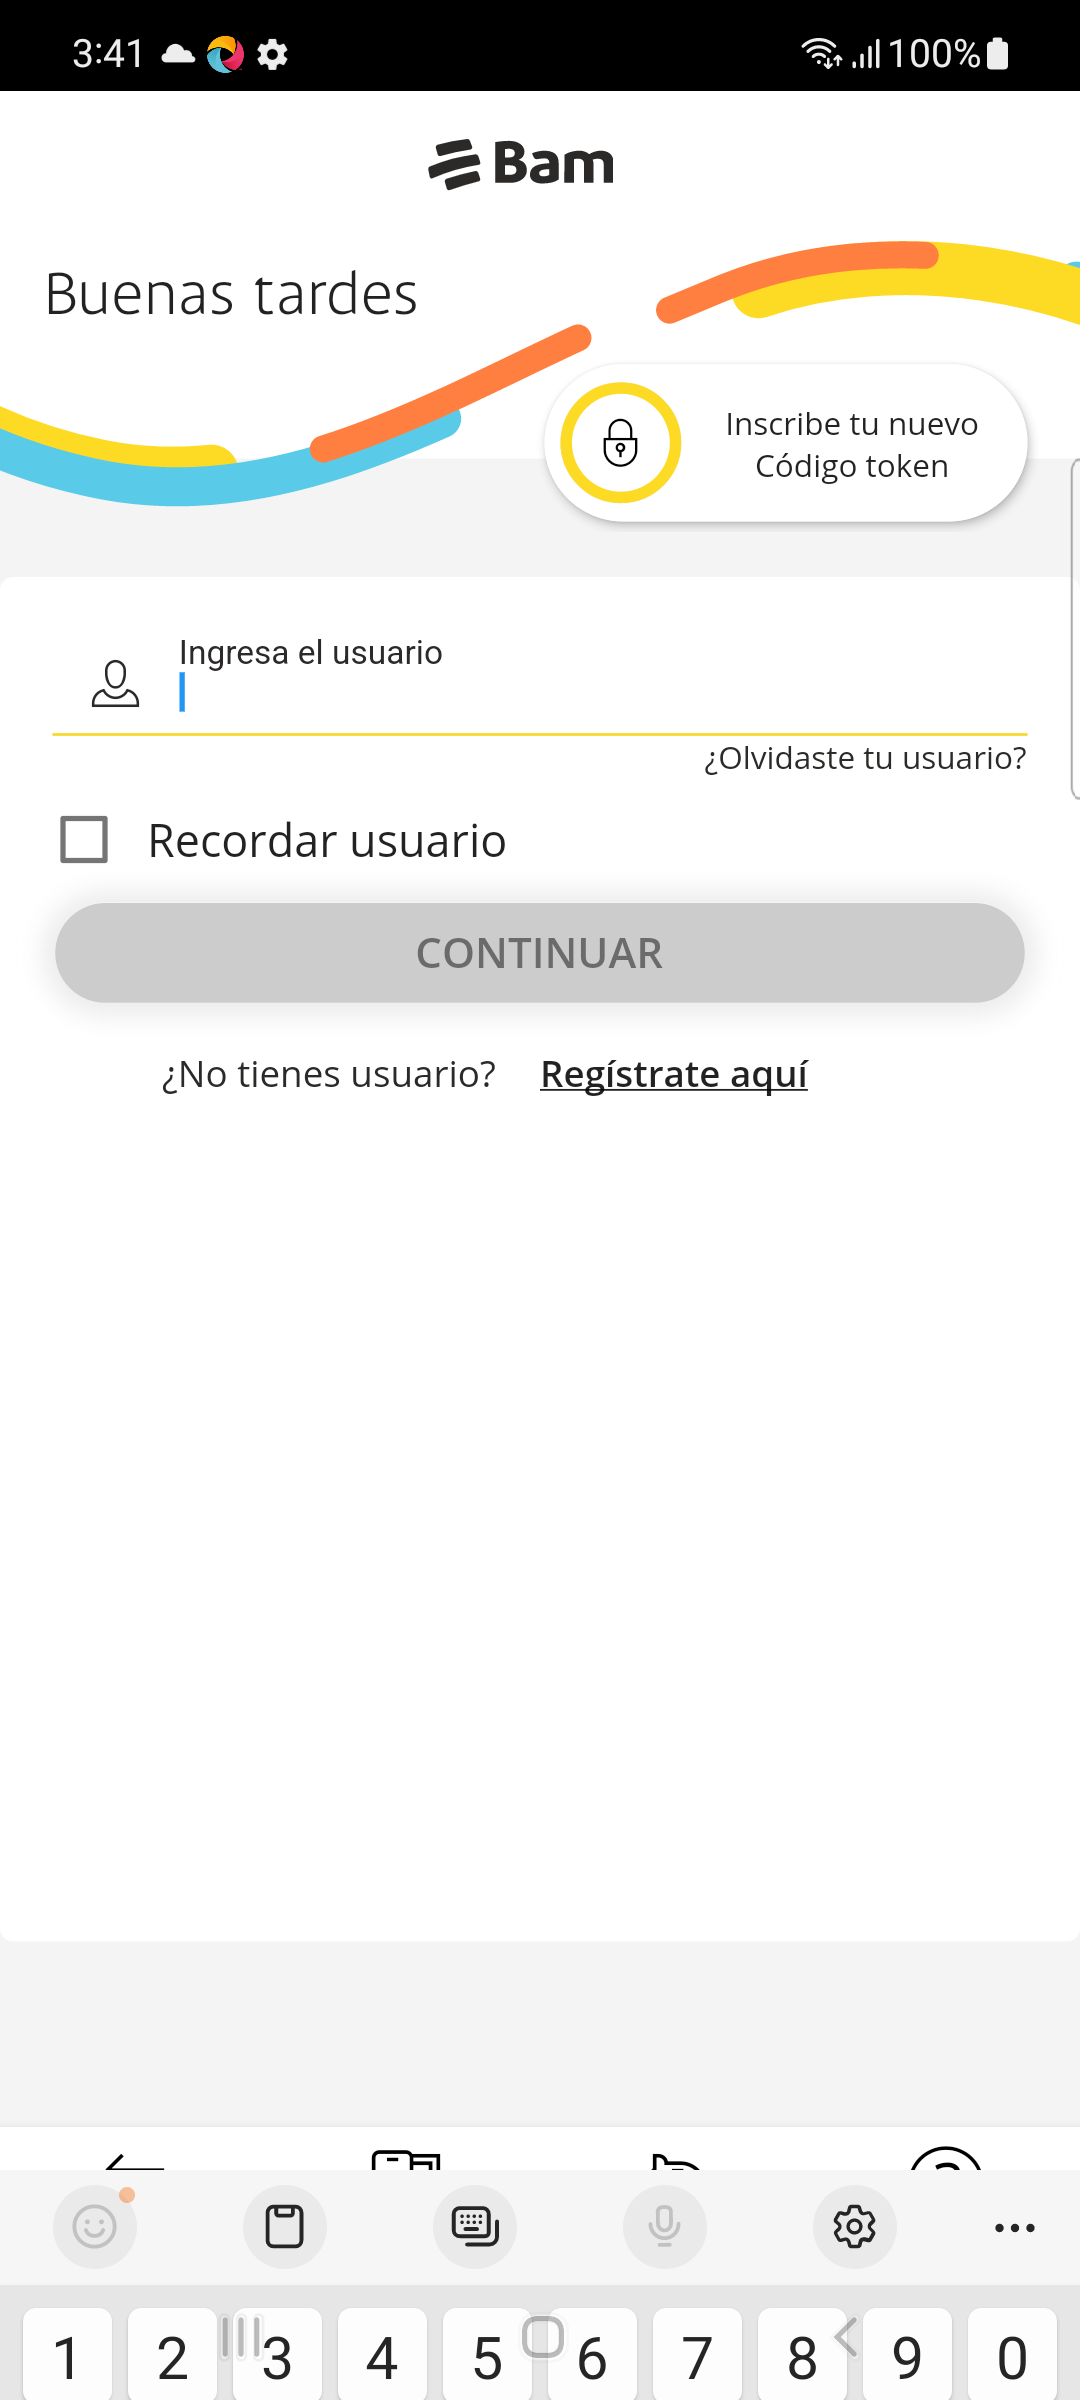 3:41
100%
Bam
Buenas tardes
Inscribe tu nuevo
Código token
Ingresa el usuario
¿Olvidaste tu usuario?
Recordar usuario
CONTINUAR
¿No tienes usuario? Regístrate aquí
1 2 3 4 5 6 7 8 9 0